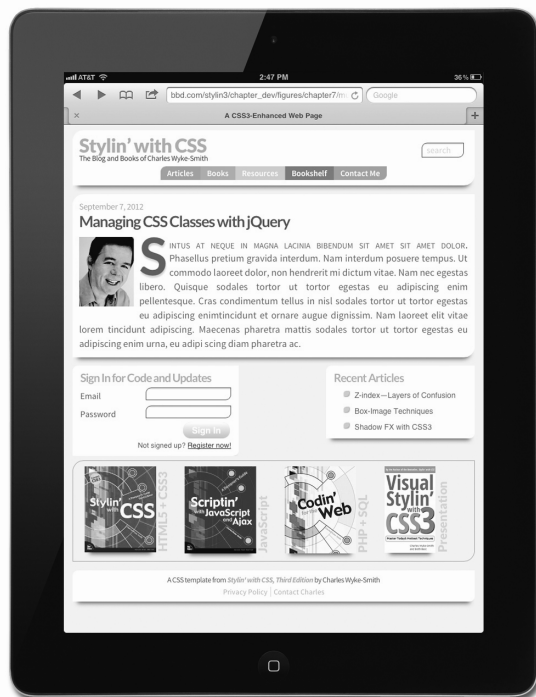 AT&T 2:47 PM 36%
bbd.com/stylin3/chapter_dev/figures/chapter7/m Google
A CSS3-Enhanced Web Page
Stylin' with CSS
The Blog and Books of Charles Wyke-Smith
search
Articles Books Resources Bookshelf Contact Me
September 7, 2012
Managing CSS Classes with jQuery
SINTUS AT NEQUE IN MAGNA LACINIA BIBENDUM SIT AMET SIT AMET DOLOR.
Phasellus pretium gravida interdum. Nam interdum posuere tempus. Ut
commodo laoreet dolor, non hendrerit mi dictum vitae. Nam nec egestas
libero. Quisque sodales tortor ut tortor egestas eu adipiscing enim
pellentesque. Cras condimentum tellus in nisl sodales tortor ut tortor egestas
eu adipiscing enimtincidunt et ornare augue dignissim. Nam laoreet elit vitae
lorem tincidunt adipiscing. Maecenas pharetra mattis sodales tortor ut tortor egestas eu
adipiscing enim urna, eu adipi scing diam pharetra ac.
Sign In for Code and Updates
Email
Password
Sign In
Not signed up? Register now!
Recent Articles
Z-index—Layers of Confusion
Box-Image Techniques
Shadow FX with CSS3
Stylin' with CSS
HTML5 + CSS3
Scriptin' with JavaScript and Ajax
JavaScript
Codin' for the Web
PHP + SQL
Visual Stylin' with CSS3
Presentation
A CSS template from Stylin' with CSS, Third Edition by Charles Wyke-Smith
Privacy Policy | Contact Charles